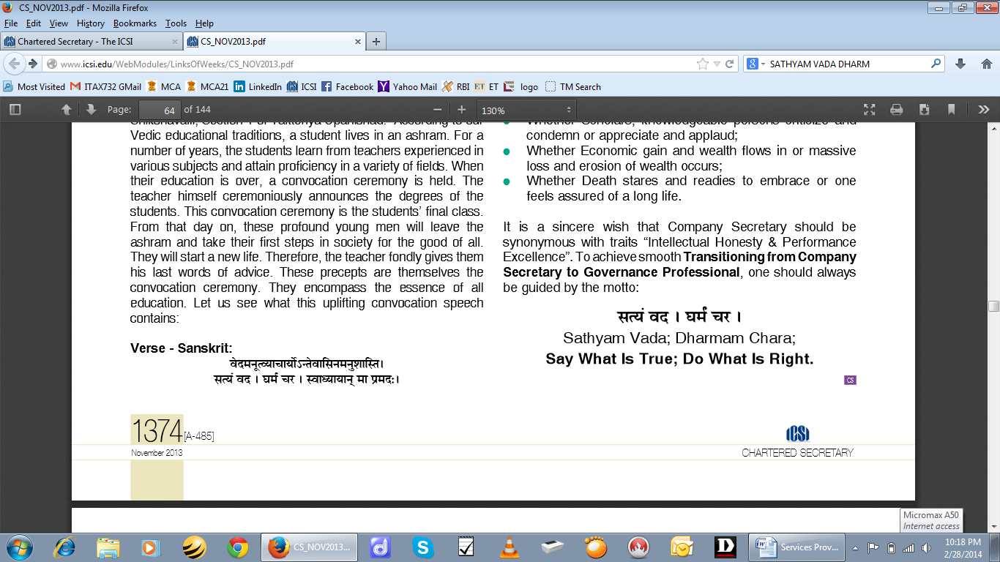 CS_NOV2013.pdf - Mozilla Firefox
File Edit View History Bookmarks Tools Help
Chartered Secretary - The ICSI
CS_NOV2013.pdf
www.icsi.edu/WebModules/LinksOfWeeks/CS_NOV2013.pdf
SATHYAM VADA DHARM
Most Visited ITAX732 GMail MCA MCA21 LinkedIn ICSI Facebook Yahoo Mail RBI ET ET logo TM Search
Page: 64 of 144
130%
Vedic educational traditions, a student lives in an ashram. For a
number of years, the students learn from teachers experienced in
various subjects and attain proficiency in a variety of fields. When
their education is over, a convocation ceremony is held. The
teacher himself ceremoniously announces the degrees of the
students. This convocation ceremony is the students’ final class.
From that day on, these profound young men will leave the
ashram and take their first steps in society for the good of all.
They will start a new life. Therefore, the teacher fondly gives them
his last words of advice. These precepts are themselves the
convocation ceremony. They encompass the essence of all
education. Let us see what this uplifting convocation speech
contains:
Verse - Sanskrit:
वेदमनूत्व्याचार्योऽन्तेवासिनमनुशास्ति।
सत्यं वद । घर्मं चर । स्वाध्यायान् मा प्रमदः।
1374 [A-485]
November 2013
Whether Scholars, knowledgeable persons criticize and
condemn or appreciate and applaud;
Whether Economic gain and wealth flows in or massive
loss and erosion of wealth occurs;
Whether Death stares and readies to embrace or one
feels assured of a long life.
It is a sincere wish that Company Secretary should be
synonymous with traits “Intellectual Honesty & Performance
Excellence”. To achieve smooth Transitioning from Company
Secretary to Governance Professional, one should always
be guided by the motto:
सत्यं वद । घर्मं चर ।
Sathyam Vada; Dharmam Chara;
Say What Is True; Do What Is Right.
CS
ICSI
CHARTERED SECRETARY
Micromax A50
Internet access
CS_NOV2013...
Services Prov...
10:18 PM
2/28/2014